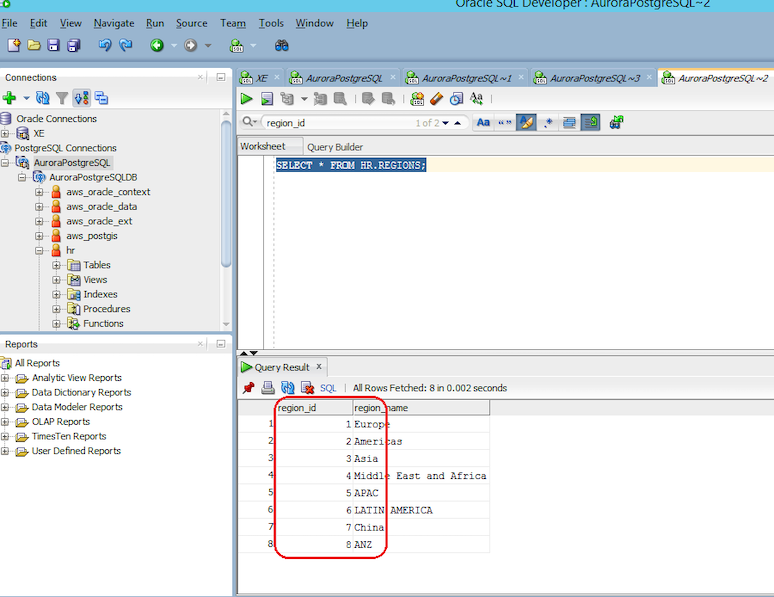 Oracle SQL Developer : AuroraPostgreSQL~2
File Edit View Navigate Run Source Team Tools Window Help
Connections
Oracle Connections
XE
PostgreSQL Connections
AuroraPostgreSQL
AuroraPostgreSQLDB
aws_oracle_context
aws_oracle_data
aws_oracle_ext
aws_postgis
hr
Tables
Views
Indexes
Procedures
Functions
Reports
All Reports
Analytic View Reports
Data Dictionary Reports
Data Modeler Reports
OLAP Reports
TimesTen Reports
User Defined Reports
XE AuroraPostgreSQL AuroraPostgreSQL~1 AuroraPostgreSQL~3 AuroraPostgreSQL~2
Aa
region_id 1 of 2 Aa “” .*
Worksheet Query Builder
SELECT * FROM HR.REGIONS;
Query Result x
SQL | All Rows Fetched: 8 in 0.002 seconds
region_id region_name
1 1 Europe
2 2 Americas
3 3 Asia
4 4 Middle East and Africa
5 5 APAC
6 6 LATIN AMERICA
7 7 China
8 8 ANZ